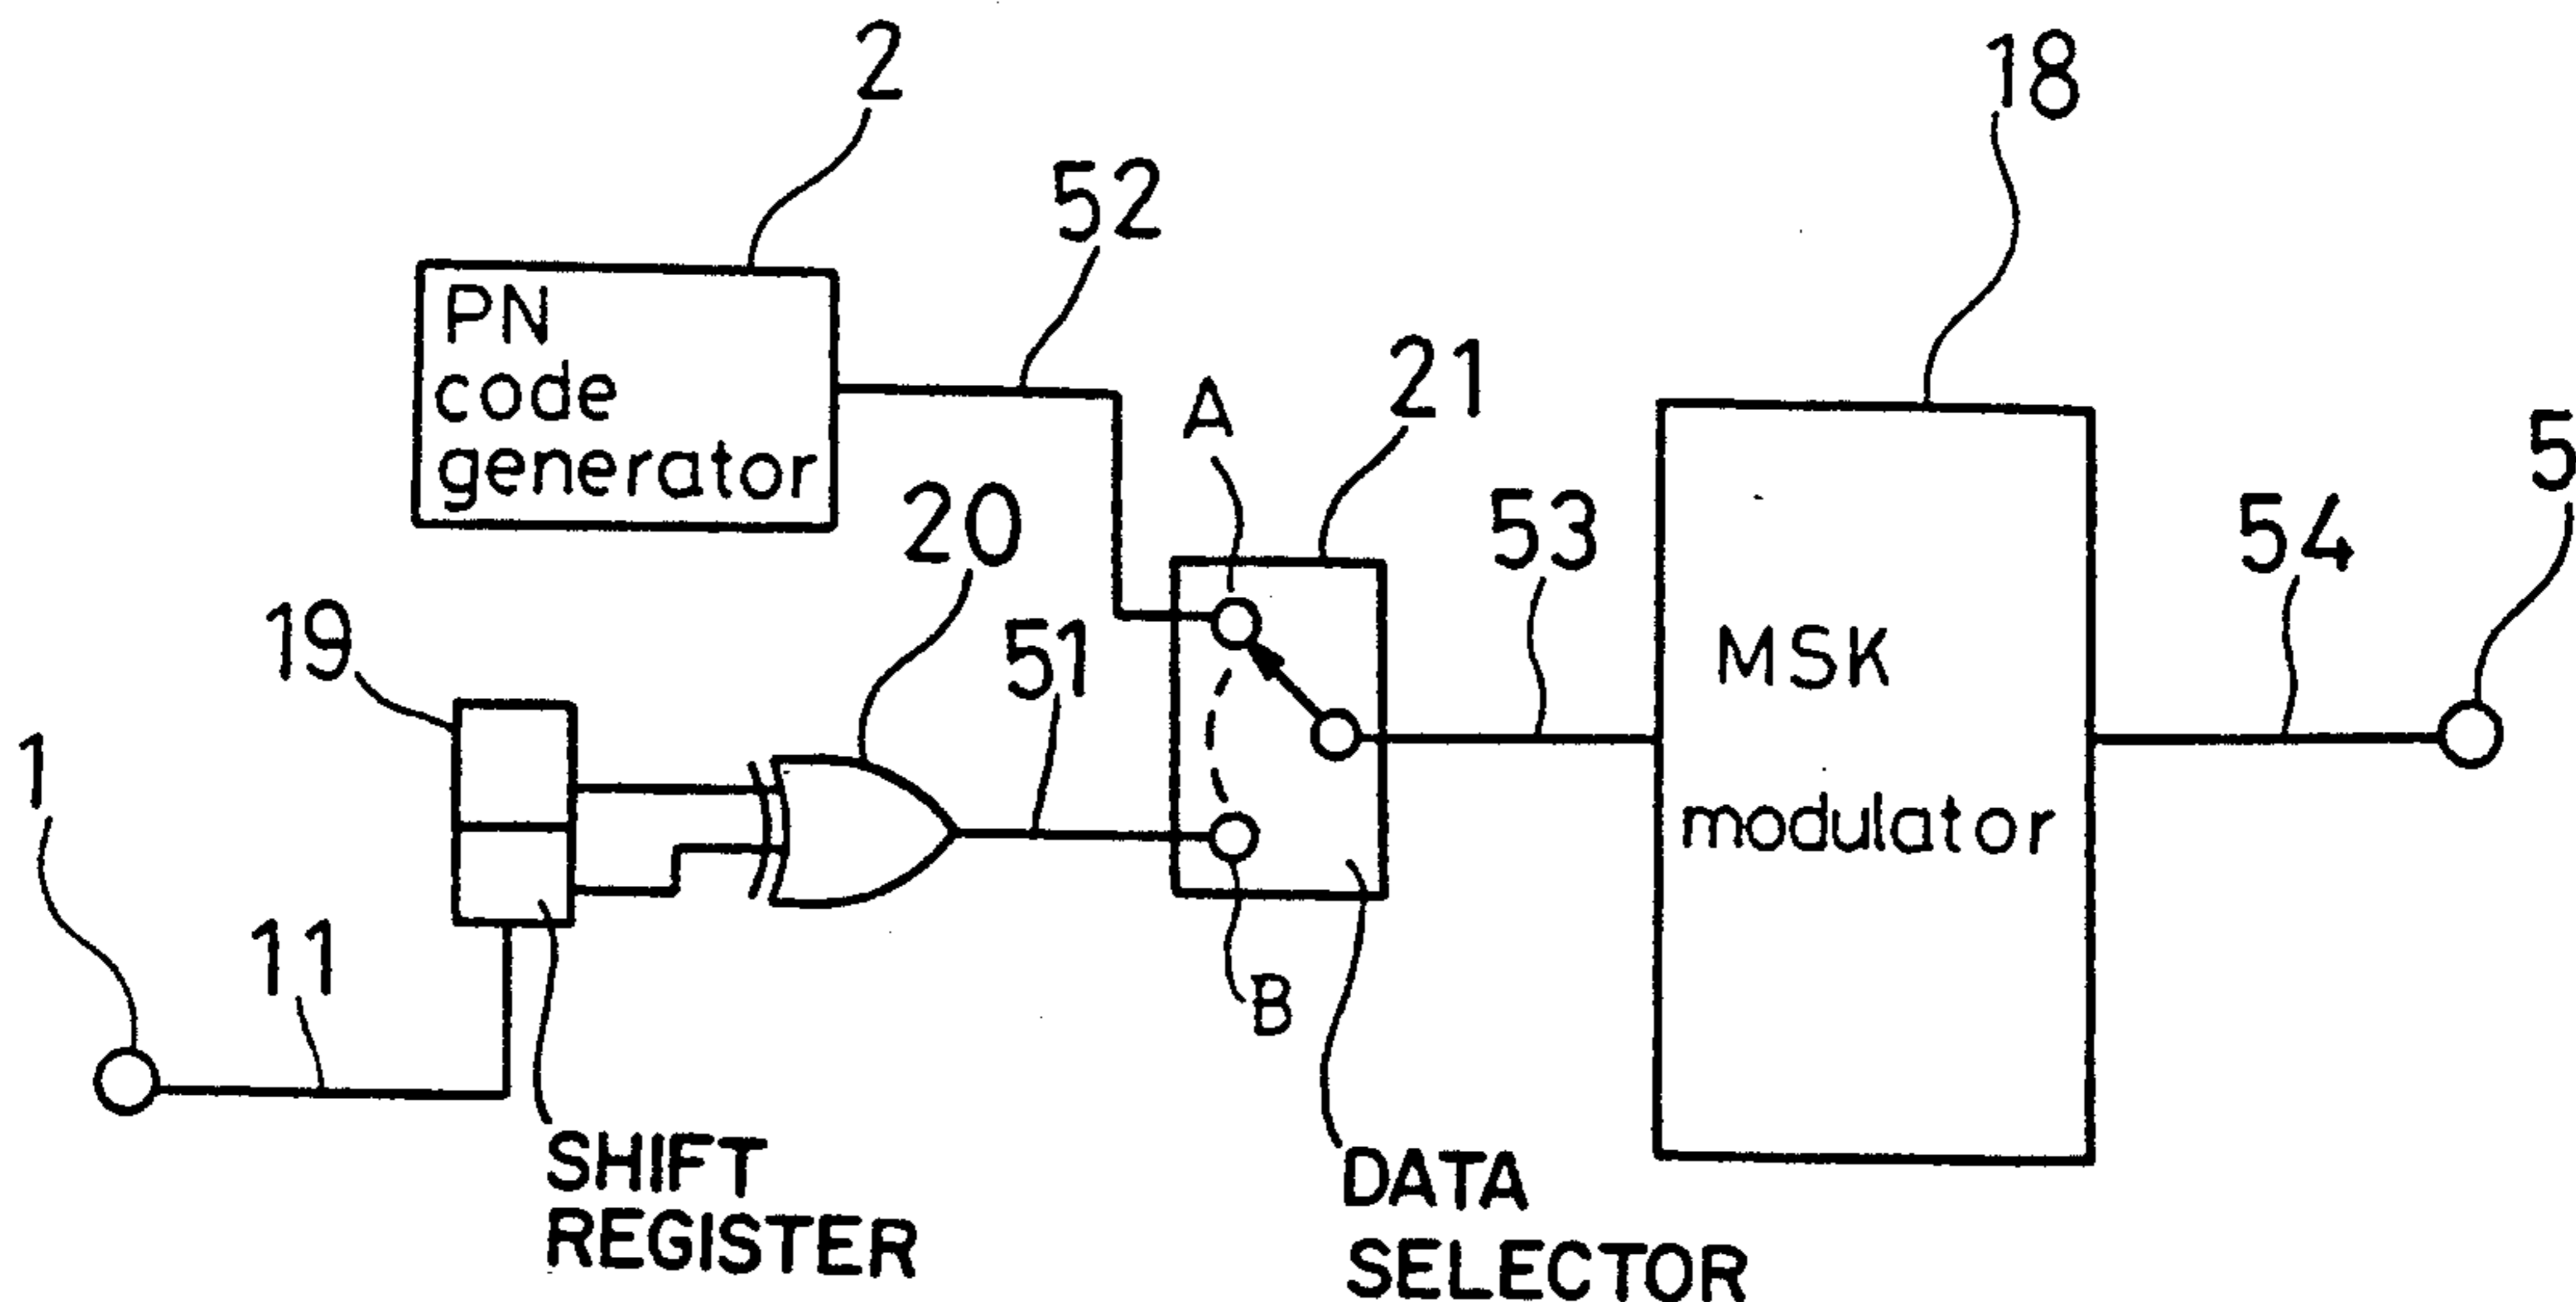 2
18
52
PN
code
generator
21
A
5
20
53
54
19
51
MSK
modulator
1
11
B
SHIFT
REGISTER
DATA
SELECTOR